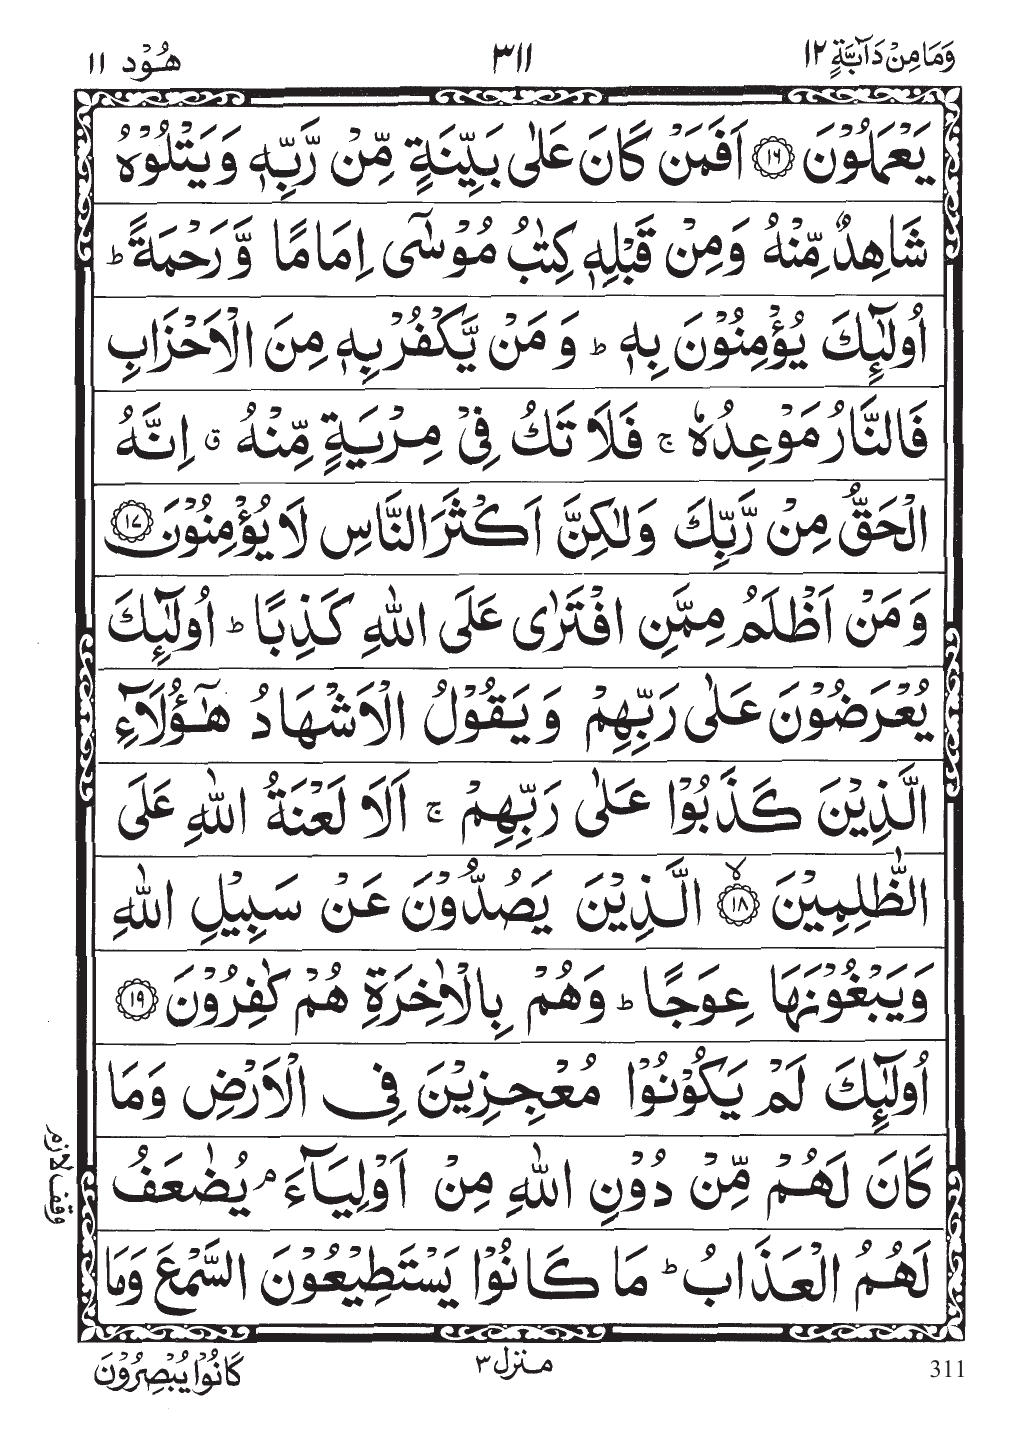 وَمَا مِنْ دَآبَّةٍ ١٢ ٣١١ هُوْد ١١
يَعْمَلُوْنَ ﴿١٦﴾ اَفَمَنْ كَانَ عَلٰى بَيِّنَةٍ مِّنْ رَّبِّهٖ وَيَتْلُوْهُ
شَاهِدٌ مِّنْهُ وَمِنْ قَبْلِهٖ كِتٰبُ مُوْسٰٓى اِمَامًا وَّ رَحْمَةً ؕ
اُولٰٓئِكَ يُؤْمِنُوْنَ بِهٖ ؕ وَ مَنْ يَّكْفُرْ بِهٖ مِنَ الْاَحْزَابِ
فَالنَّارُ مَوْعِدُهٗ ۚ فَلَا تَكُ فِيْ مِرْيَةٍ مِّنْهُ ۗ اِنَّهُ
الْحَقُّ مِنْ رَّبِّكَ وَلٰكِنَّ اَكْثَرَ النَّاسِ لَا يُؤْمِنُوْنَ ﴿١٧﴾
وَ مَنْ اَظْلَمُ مِمَّنِ افْتَرٰى عَلَى اللّٰهِ كَذِبًا ؕ اُولٰٓئِكَ
يُعْرَضُوْنَ عَلٰى رَبِّهِمْ وَ يَقُوْلُ الْاَشْهَادُ هٰٓؤُلَآءِ
الَّذِيْنَ كَذَبُوْا عَلٰى رَبِّهِمْ ۚ اَلَا لَعْنَةُ اللّٰهِ عَلَى
الظّٰلِمِيْنَ ﴿١٨﴾ ۙ الَّذِيْنَ يَصُدُّوْنَ عَنْ سَبِيْلِ اللّٰهِ
وَيَبْغُوْنَهَا عِوَجًا ؕ وَهُمْ بِالْاٰخِرَةِ هُمْ كٰفِرُوْنَ ﴿١٩﴾
اُولٰٓئِكَ لَمْ يَكُوْنُوْا مُعْجِزِيْنَ فِى الْاَرْضِ وَمَا
كَانَ لَهُمْ مِّنْ دُوْنِ اللّٰهِ مِنْ اَوْلِيَآءَ ۘ يُضٰعَفُ
وقف لازم
لَهُمُ الْعَذَابُ ؕ مَا كَانُوْا يَسْتَطِيْعُوْنَ السَّمْعَ وَمَا
كَانُوْا يُبْصِرُوْنَ منزل ٣ 311